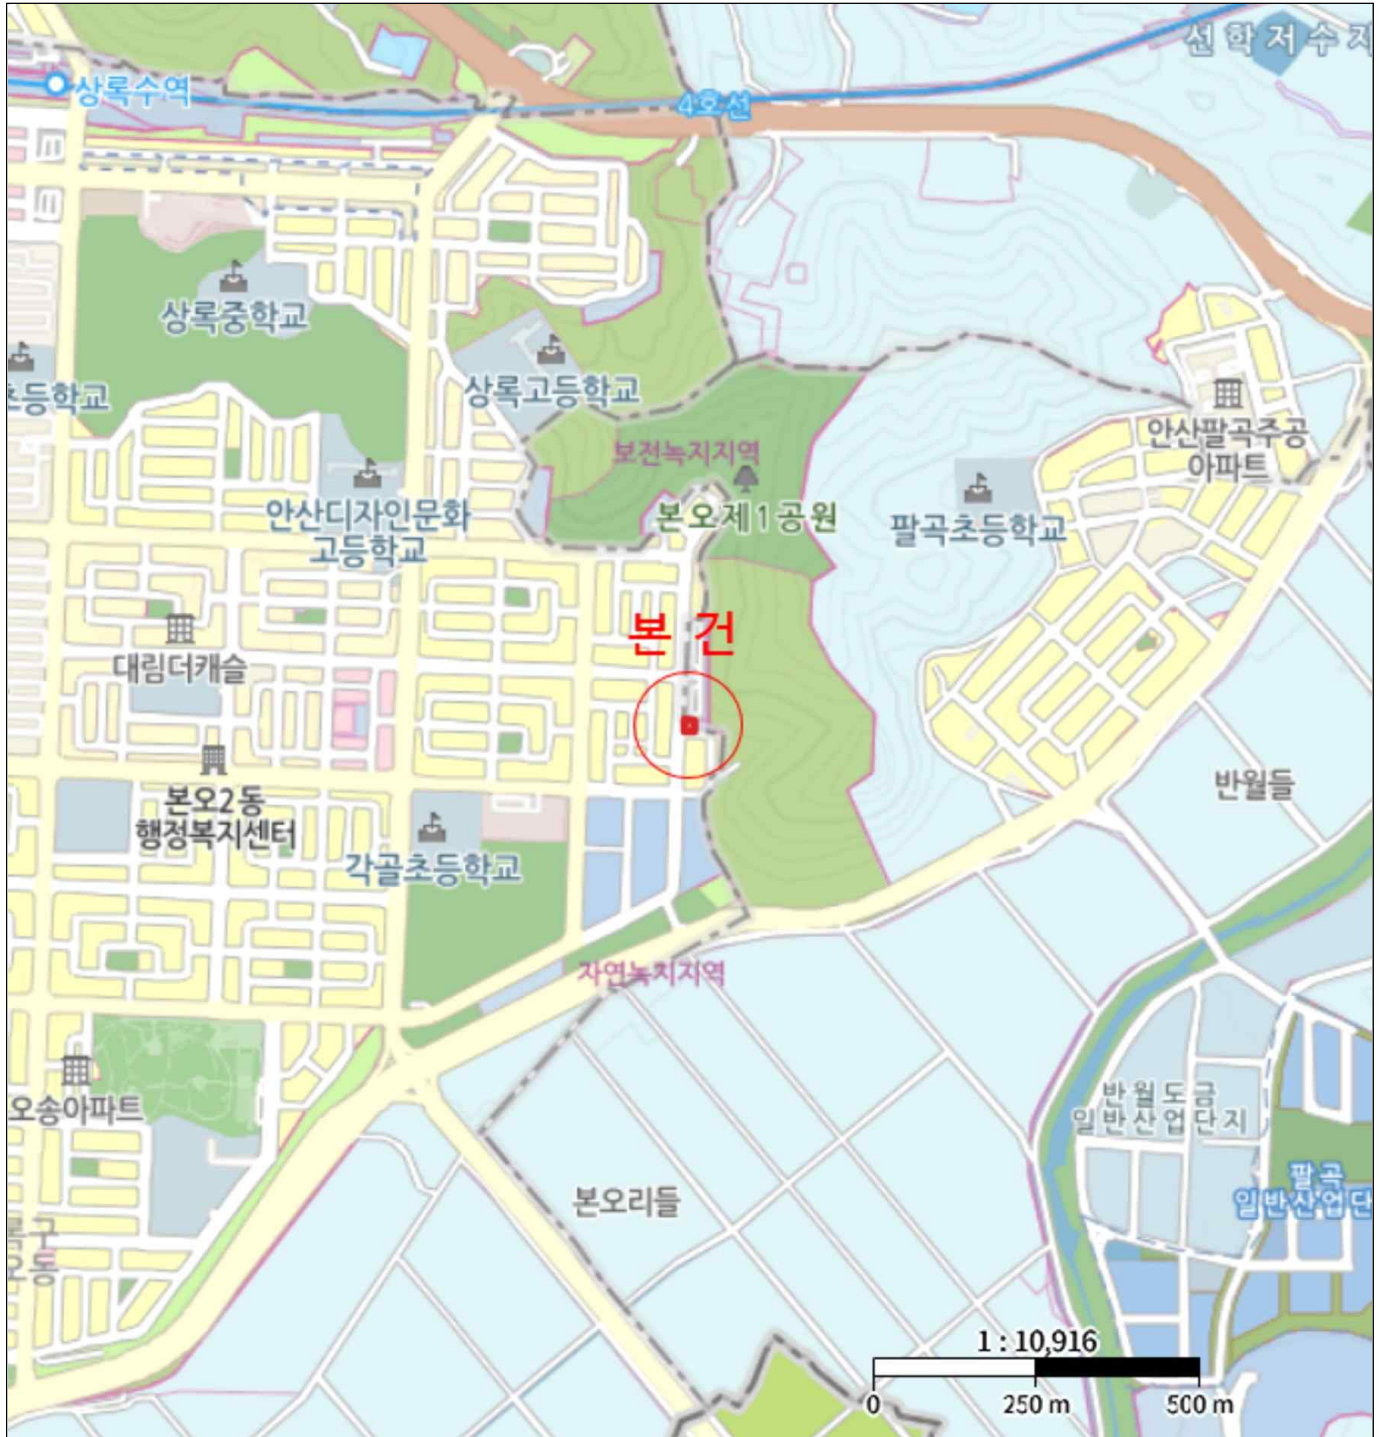 선학저수지
상록수역
4호선
상록중학교
초등학교
상록고등학교
안산팔곡주공
아파트
보전녹지지역
본오제1공원
안산디자인문화
고등학교
팔곡초등학교
본 건
대림더캐슬
본오2동
행정복지센터
반월들
각골초등학교
자연녹지지역
오송아파트
반월도금
일반산업단지
팔곡
일반산업단
본오리들
록구
오동
1 : 10,916
0
250 m
500 m